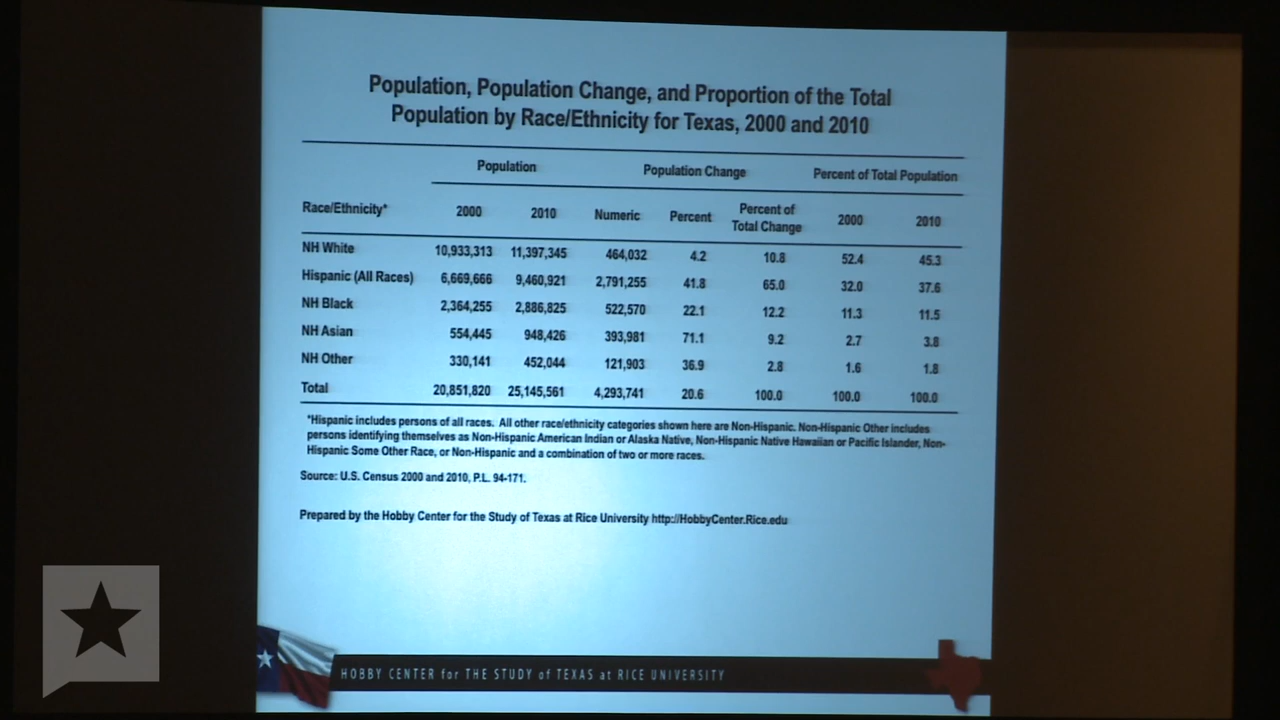 Population, Population Change, and Proportion of the Total
Population by Race/Ethnicity for Texas, 2000 and 2010
Population Population Change Percent of Total Population
Race/Ethnicity* 2000 2010 Numeric Percent Percent of Total Change 2000 2010
NH White 10,933,313 11,397,345 464,032 4.2 10.8 52.4 45.3
Hispanic (All Races) 6,669,666 9,460,921 2,791,255 41.8 65.0 32.0 37.6
NH Black 2,364,255 2,886,825 522,570 22.1 12.2 11.3 11.5
NH Asian 554,445 948,426 393,981 71.1 9.2 2.7 3.8
NH Other 330,141 452,044 121,903 36.9 2.8 1.6 1.8
Total 20,851,820 25,145,561 4,293,741 20.6 100.0 100.0 100.0
*Hispanic includes persons of all races. All other race/ethnicity categories shown here are Non-Hispanic. Non-Hispanic Other includes
persons identifying themselves as Non-Hispanic American Indian or Alaska Native, Non-Hispanic Native Hawaiian or Pacific Islander, Non-
Hispanic Some Other Race, or Non-Hispanic and a combination of two or more races.
Source: U.S. Census 2000 and 2010, P.L. 94-171.
Prepared by the Hobby Center for the Study of Texas at Rice University http://HobbyCenter.Rice.edu
HOBBY CENTER for THE STUDY of TEXAS at RICE UNIVERSITY